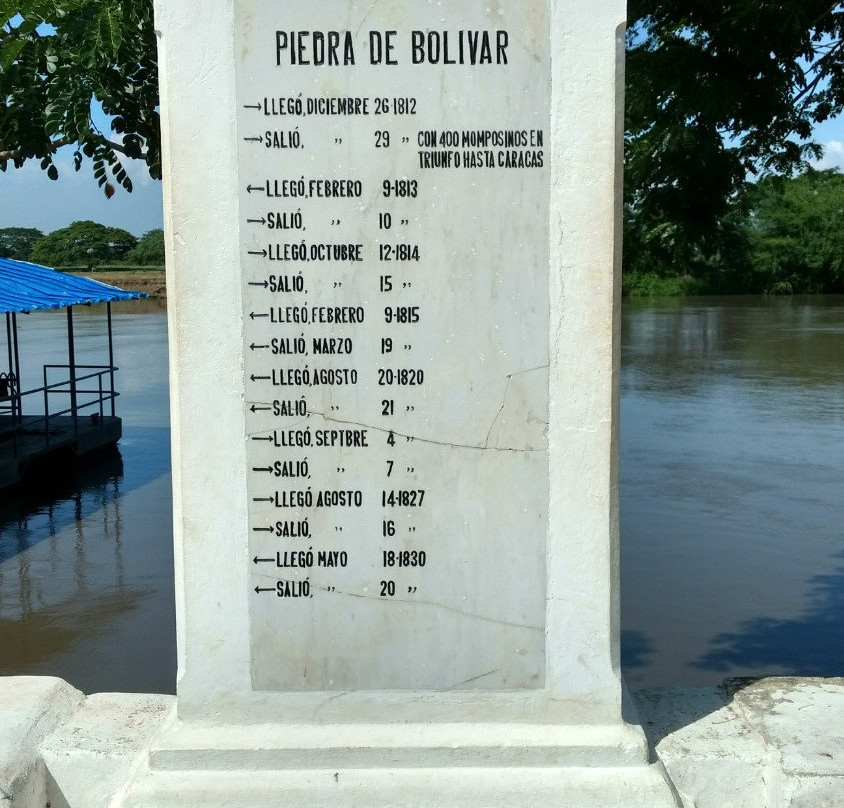 PIEDRA DE BOLIVAR
→LLEGÓ, DICIEMBRE 26-1812
→SALIÓ, ,, 29 ,, CON 400 MOMPOSINOS EN
TRIUNFO HASTA CARACAS
←LLEGÓ, FEBRERO 9-1813
→SALIÓ, ,, 10 ,,
→LLEGÓ, OCTUBRE 12-1814
→SALIÓ, ,, 15 ,,
←LLEGÓ, FEBRERO 9-1815
←SALIÓ, MARZO 19 ,,
←LLEGÓ, AGOSTO 20-1820
←SALIÓ, ,, 21 ,,
→LLEGÓ, SEPTBRE 4 ,,
→SALIÓ, ,, 7 ,,
→LLEGÓ AGOSTO 14-1827
→SALIÓ, ,, 16 ,,
←LLEGÓ MAYO 18-1830
←SALIÓ, ,, 20 ,,